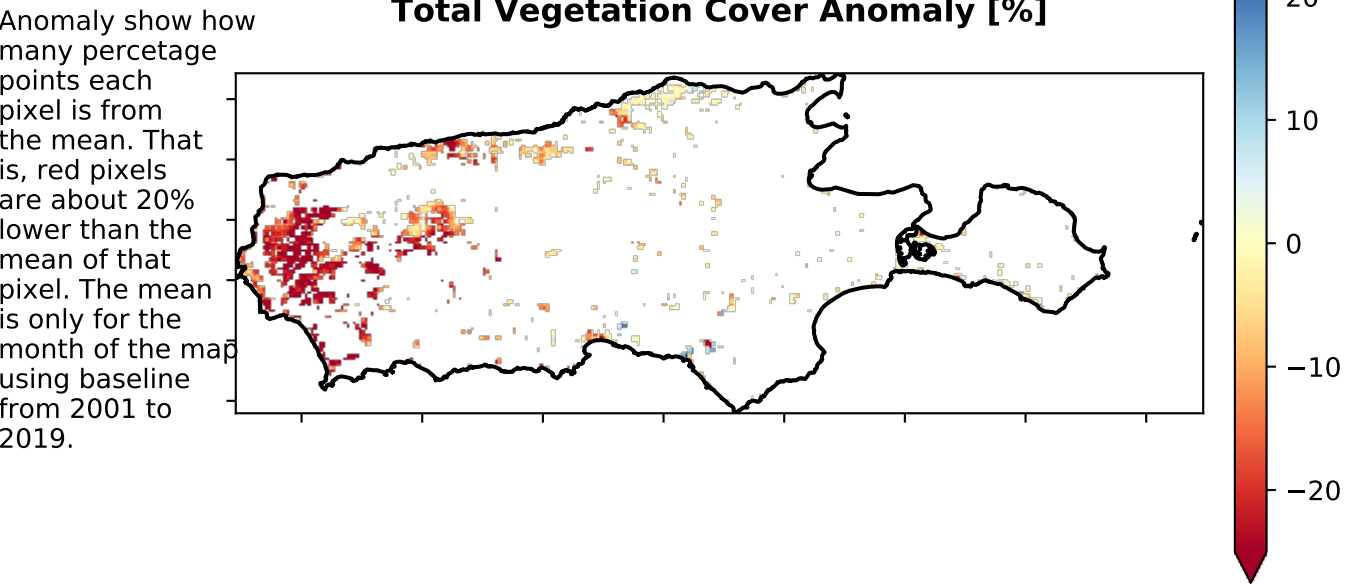 Total Vegetation Cover Anomaly [%]
Anomaly show how
many percetage
points each
pixel is from
the mean. That
is, red pixels
are about 20%
lower than the
mean of that
pixel. The mean
is only for the
month of the map
using baseline
from 2001 to
2019.
20
10
0
−10
−20